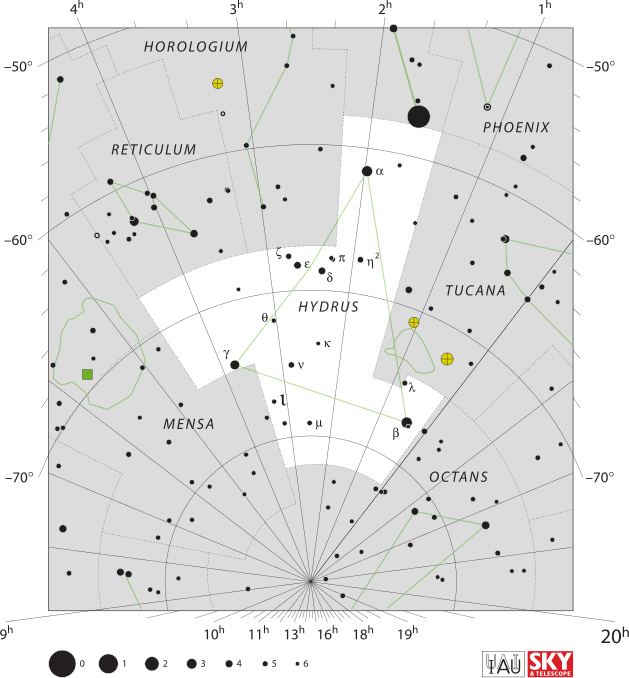 4h 3h 2h 1h
HOROLOGIUM
−50° −50°
PHOENIX
RETICULUM
α
−60° −60°
ζ ε π η2
δ
TUCANA
HYDRUS
θ
κ
γ ν
λ
ι
MENSA μ β
−70° OCTANS −70°
9h 10h 11h 13h 16h 18h 19h 20h
0 1 2 3 4 5 6
IAU SKY
& TELESCOPE